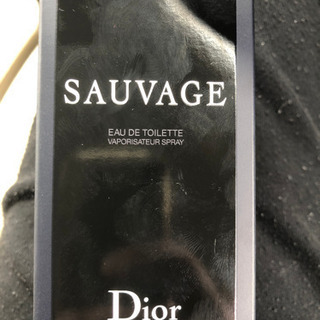 SAUVAGE
EAU DE TOILETTE
VAPORISATEUR SPRAY
Dior